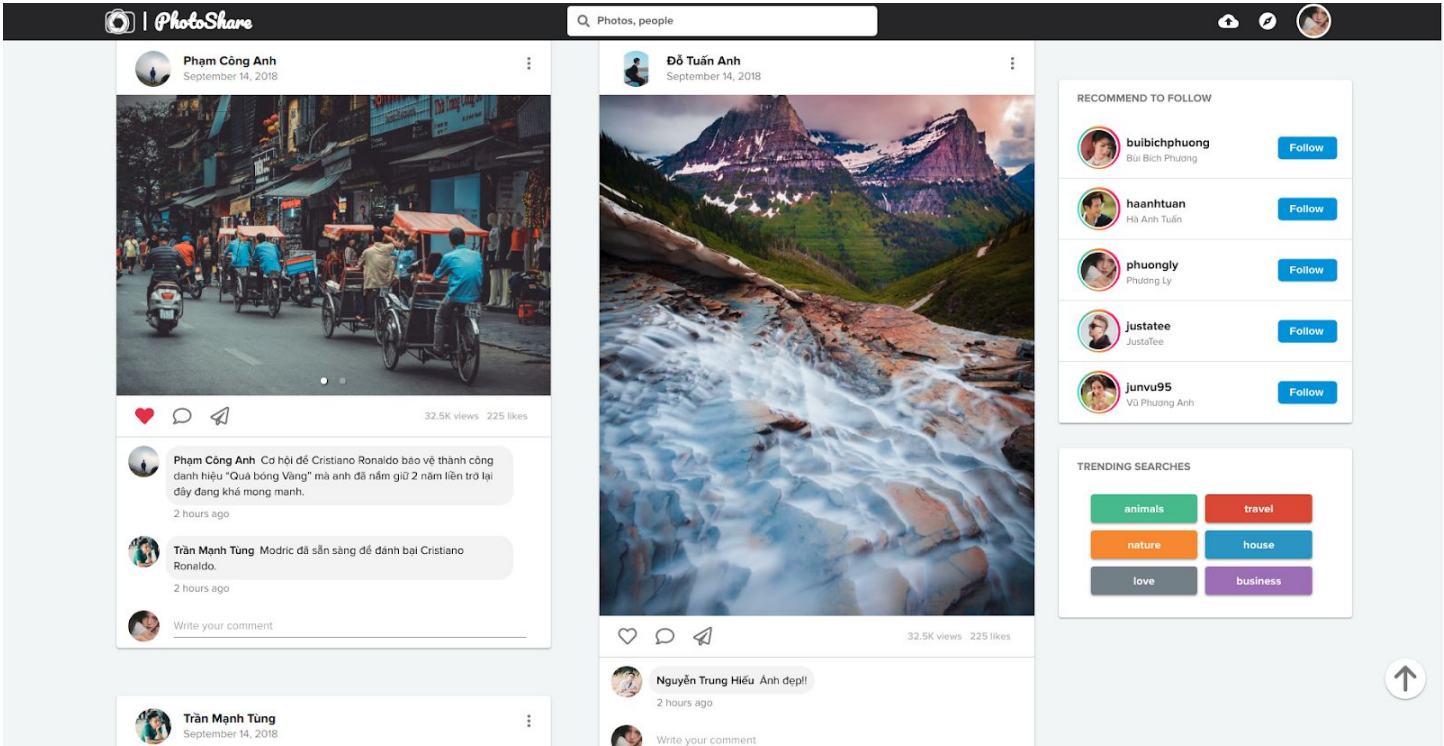 PhotoShare
Photos, people
Phạm Công Anh
September 14, 2018
32.5K views 225 likes
Phạm Công Anh Cơ hội để Cristiano Ronaldo bảo vệ thành công
danh hiệu “Quả bóng Vàng” mà anh đã nắm giữ 2 năm liền trở lại
đây đang khá mong manh.
2 hours ago
Trần Mạnh Tùng Modric đã sẵn sàng để đánh bại Cristiano
Ronaldo.
2 hours ago
Write your comment
Trần Mạnh Tùng
September 14, 2018
Đỗ Tuấn Anh
September 14, 2018
32.5K views 225 likes
Nguyễn Trung Hiếu Ảnh đẹp!!
2 hours ago
Write your comment
RECOMMEND TO FOLLOW
buibichphuong
Bùi Bích Phương
Follow
haanhtuan
Hà Anh Tuấn
Follow
phuongly
Phương Ly
Follow
justatee
JustaTee
Follow
junvu95
Vũ Phương Anh
Follow
TRENDING SEARCHES
animals travel
nature house
love business